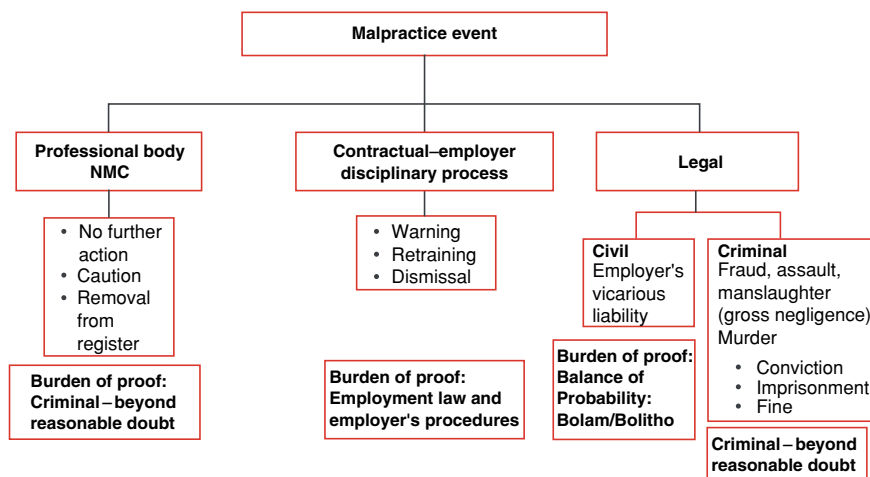 Malpractice event
Professional body
NMC
• No further
action
• Caution
• Removal
from
register
Burden of proof:
Criminal – beyond
reasonable doubt
Contractual–employer
disciplinary process
• Warning
• Retraining
• Dismissal
Burden of proof:
Employment law and
employer's procedures
Legal
Civil
Employer's
vicarious
liability
Burden of proof:
Balance of
Probability:
Bolam/Bolitho
Criminal
Fraud, assault,
manslaughter
(gross negligence)
Murder
• Conviction
• Imprisonment
• Fine
Criminal – beyond
reasonable doubt